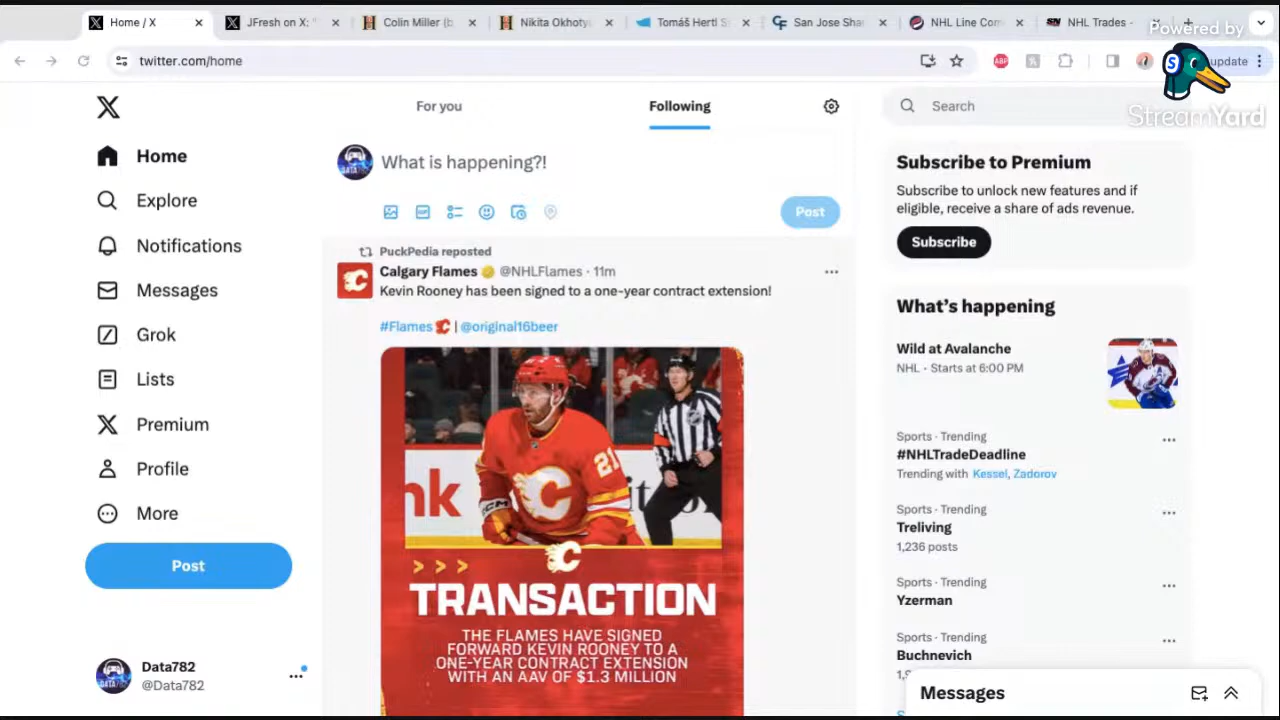 Home / X
JFresh on X: "
Colin Miller (b
Nikita Okhoty
Tomáš Hertl S
San Jose Sha
NHL Line Com
NHL Trades -
Powered by
twitter.com/home
ABP
update
StreamYard
For you
Following
Search
Home
Explore
Notifications
Messages
Grok
Lists
Premium
Profile
More
Post
Data782
@Data782
What is happening?!
GIF
Post
PuckPedia reposted
Calgary Flames @NHLFlames · 11m
Kevin Rooney has been signed to a one-year contract extension!
#Flames | @original16beer
21
nk
> > >
TRANSACTION
THE FLAMES HAVE SIGNED
FORWARD KEVIN ROONEY TO A
ONE-YEAR CONTRACT EXTENSION
WITH AN AAV OF $1.3 MILLION
Subscribe to Premium
Subscribe to unlock new features and if
eligible, receive a share of ads revenue.
Subscribe
What's happening
Wild at Avalanche
NHL · Starts at 6:00 PM
Sports · Trending
#NHLTradeDeadline
Trending with Kessel, Zadorov
Sports · Trending
Treliving
1,236 posts
Sports · Trending
Yzerman
Sports · Trending
Buchnevich
Messages